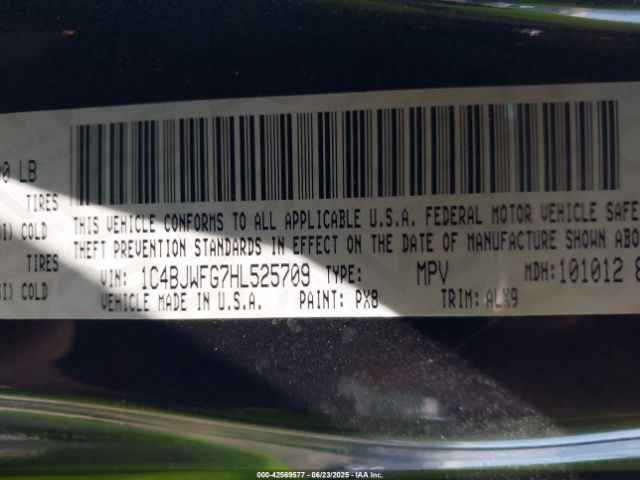 0 LB
TIRES
THIS VEHICLE CONFORMS TO ALL APPLICABLE U.S.A. FEDERAL MOTOR VEHICLE SAFE
SI) COLD
THEFT PREVENTION STANDARDS IN EFFECT ON THE DATE OF MANUFACTURE SHOWN ABO
TIRES
VIN: 1C4BJWFG7HL525709 TYPE: MPV MDH: 101012 8
SI) COLD
VEHICLE MADE IN U.S.A. PAINT: PX8 TRIM: ALX9
000-42569577 - 06/23/2025 - IAA Inc.